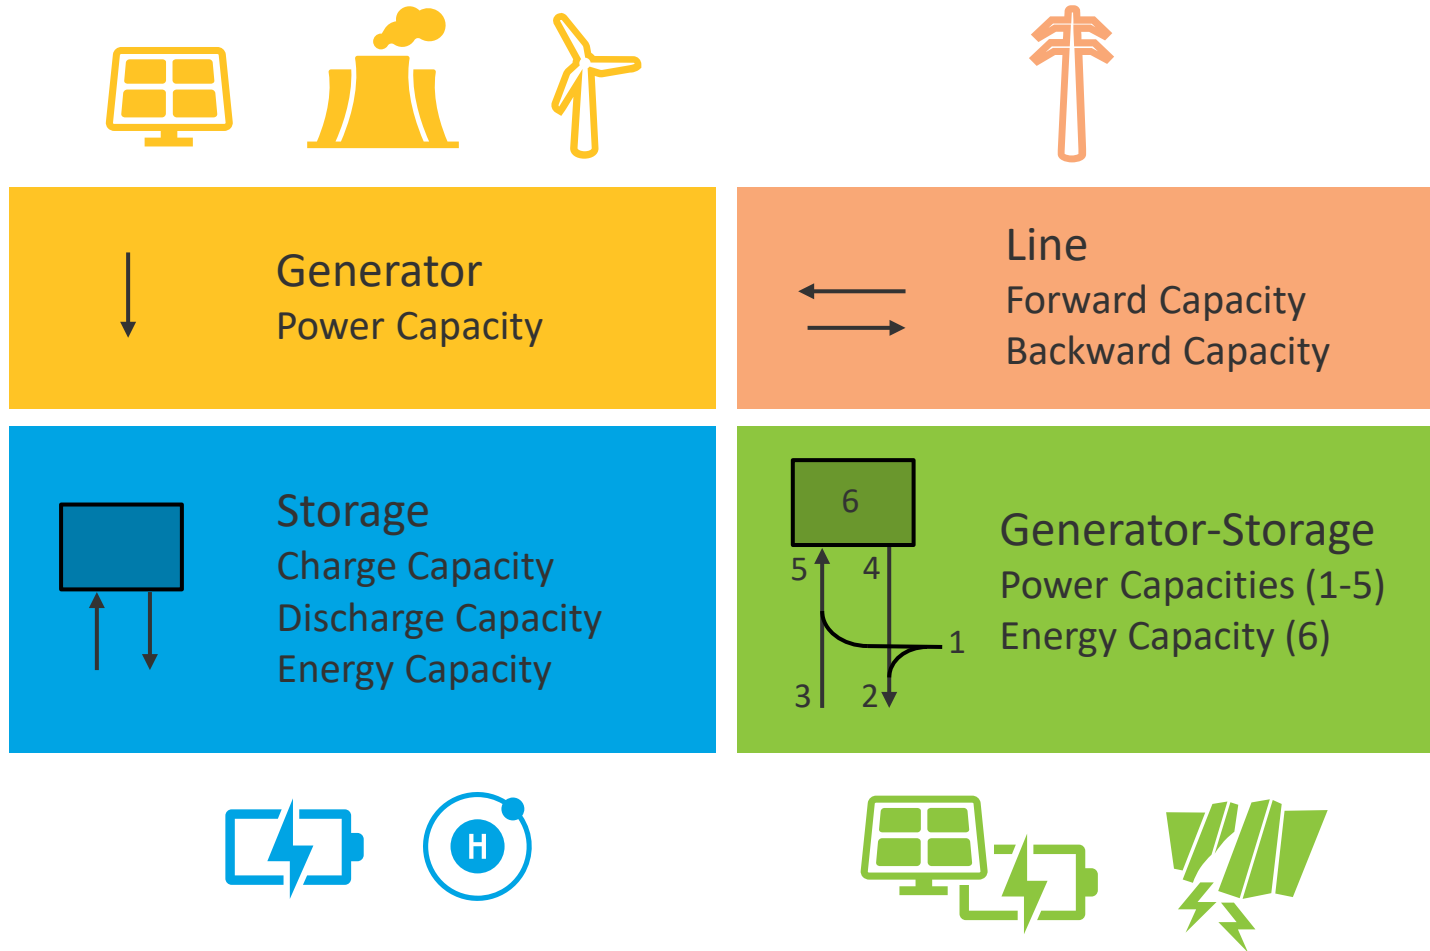 Generator
Power Capacity
Line
Forward Capacity
Backward Capacity
Storage
Charge Capacity
Discharge Capacity
Energy Capacity
6
5
4
1
3
2
Generator-Storage
Power Capacities (1-5)
Energy Capacity (6)
H